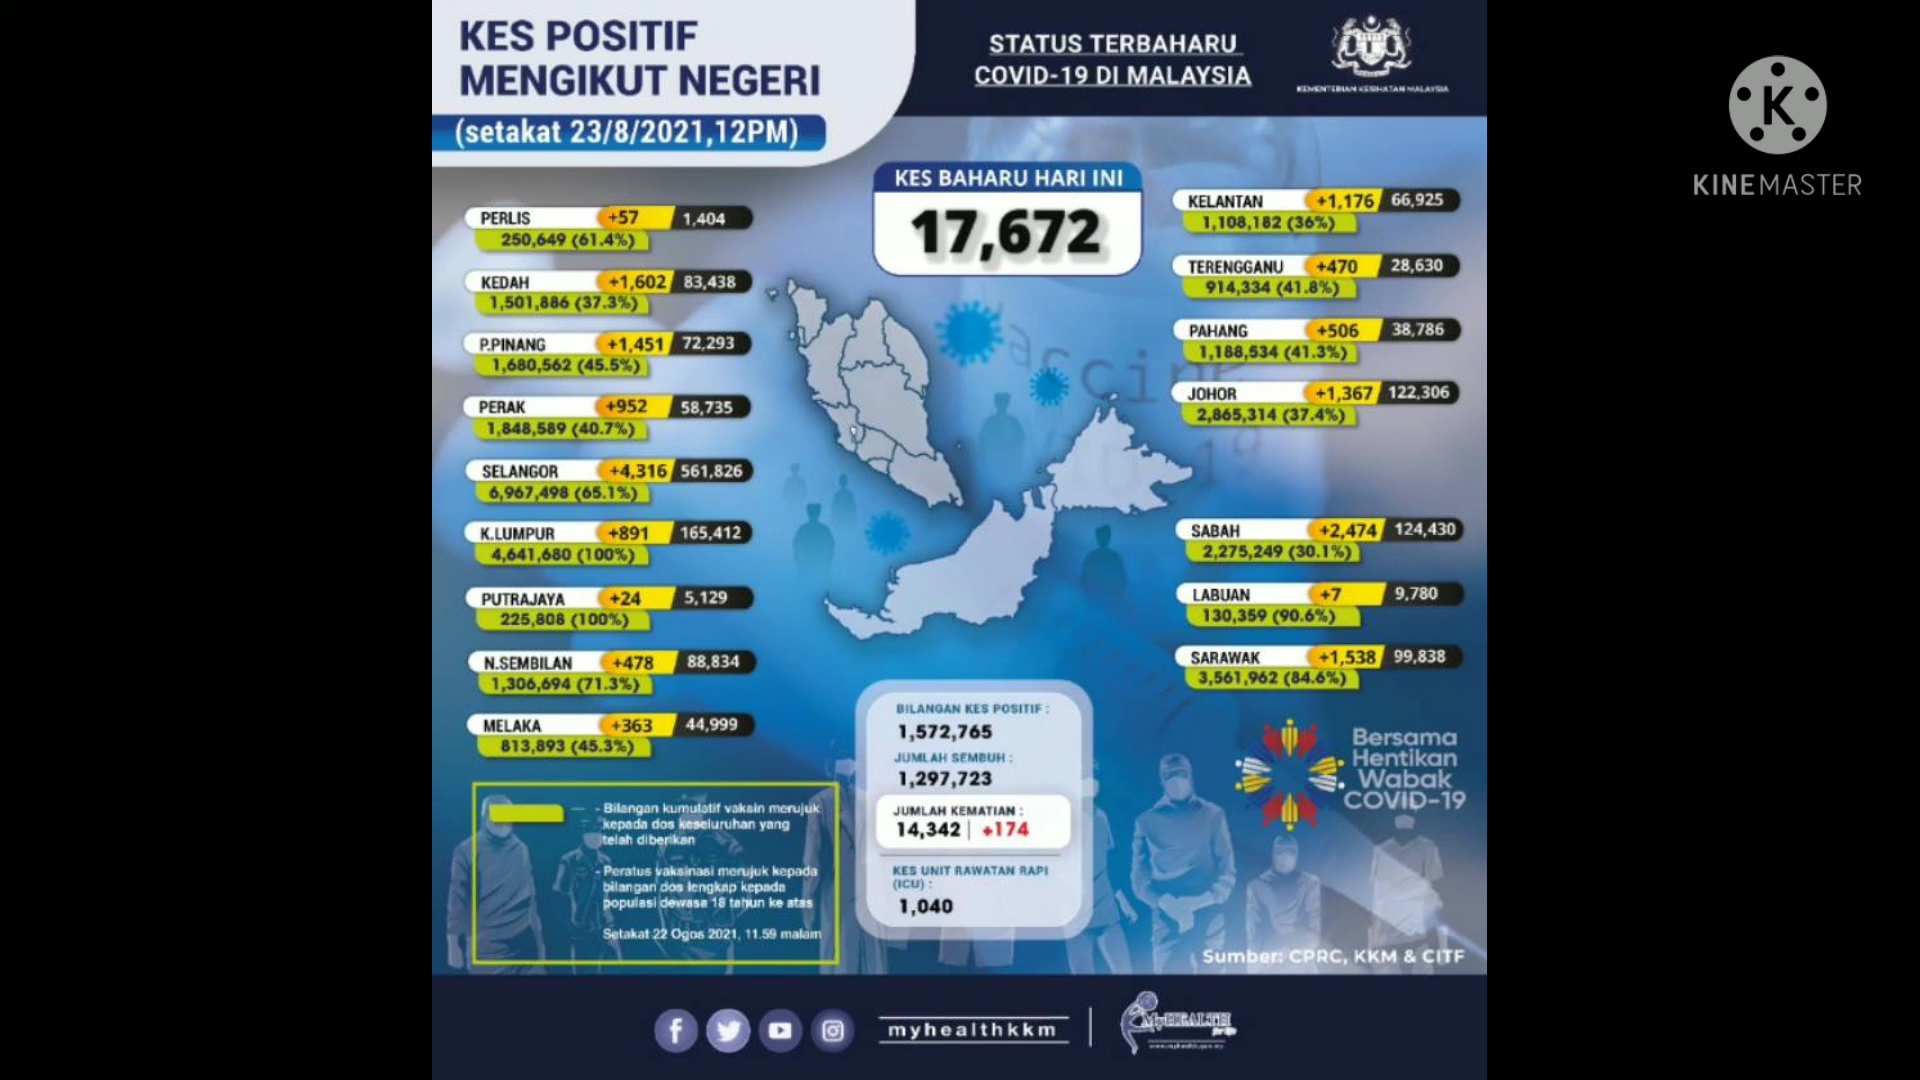 KES POSITIF
MENGIKUT NEGERI
(setakat 23/8/2021,12PM)
STATUS TERBAHARU
COVID-19 DI MALAYSIA
KEMENTERIAN KESIHATAN MALAYSIA
K
KINEMASTER
KES BAHARU HARI INI
17,672
PERLIS +57 1,404
250,649 (61.4%)
KEDAH +1,602 83,438
1,501,886 (37.3%)
P.PINANG +1,451 72,293
1,680,562 (45.5%)
PERAK +952 58,735
1,848,589 (40.7%)
SELANGOR +4,316 561,826
6,967,498 (65.1%)
K.LUMPUR +891 165,412
4,641,680 (100%)
PUTRAJAYA +24 5,129
225,808 (100%)
N.SEMBILAN +478 88,834
1,306,694 (71.3%)
MELAKA +363 44,999
813,893 (45.3%)
KELANTAN +1,176 66,925
1,108,182 (36%)
TERENGGANU +470 28,630
914,334 (41.8%)
PAHANG +506 38,786
1,188,534 (41.3%)
JOHOR +1,367 122,306
2,865,314 (37.4%)
SABAH +2,474 124,430
2,275,249 (30.1%)
LABUAN +7 9,780
130,359 (90.6%)
SARAWAK +1,538 99,838
3,561,962 (84.6%)
- Bilangan kumulatif vaksin merujuk
kepada dos keseluruhan yang
telah diberikan
- Peratus vaksinasi merujuk kepada
bilangan dos lengkap kepada
populasi dewasa 18 tahun ke atas
Setakat 22 Ogos 2021, 11.59 malam
BILANGAN KES POSITIF :
1,572,765
JUMLAH SEMBUH :
1,297,723
JUMLAH KEMATIAN :
14,342 | +174
KES UNIT RAWATAN RAPI
(ICU) :
1,040
Bersama
Hentikan
Wabak
COVID-19
Sumber: CPRC, KKM & CITF
myhealthkkm
MyHEALTH